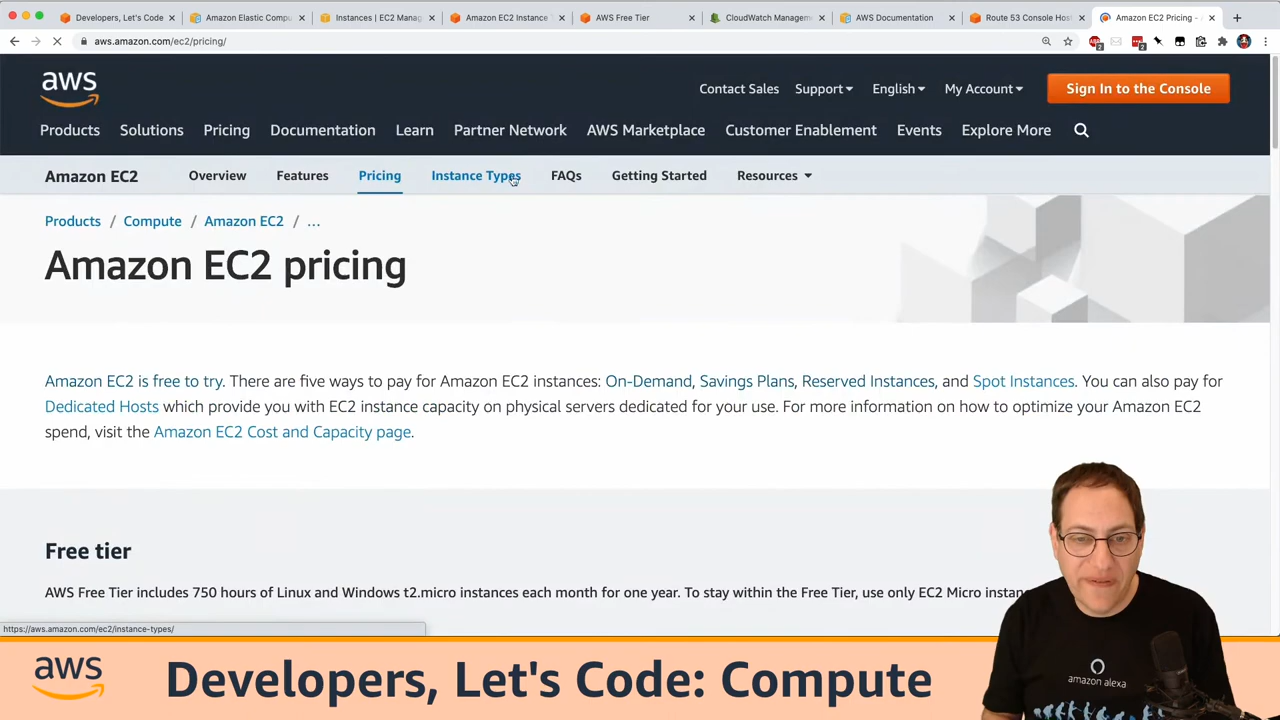 Developers, Let's Code
Amazon Elastic Compu
Instances | EC2 Manag
Amazon EC2 Instance
AWS Free Tier
CloudWatch Managem
AWS Documentation
Route 53 Console Hos
Amazon EC2 Pricing -
aws.amazon.com/ec2/pricing/
2
2
aws
Contact Sales
Support
English
My Account
Sign In to the Console
Products
Solutions
Pricing
Documentation
Learn
Partner Network
AWS Marketplace
Customer Enablement
Events
Explore More
Amazon EC2
Overview
Features
Pricing
Instance Types
FAQs
Getting Started
Resources
Products / Compute / Amazon EC2 / ...
Amazon EC2 pricing
Amazon EC2 is free to try. There are five ways to pay for Amazon EC2 instances: On-Demand, Savings Plans, Reserved Instances, and Spot Instances. You can also pay for
Dedicated Hosts which provide you with EC2 instance capacity on physical servers dedicated for your use. For more information on how to optimize your Amazon EC2
spend, visit the Amazon EC2 Cost and Capacity page.
Free tier
AWS Free Tier includes 750 hours of Linux and Windows t2.micro instances each month for one year. To stay within the Free Tier, use only EC2 Micro instan
https://aws.amazon.com/ec2/instance-types/
amazon alexa
aws
Developers, Let's Code: Compute